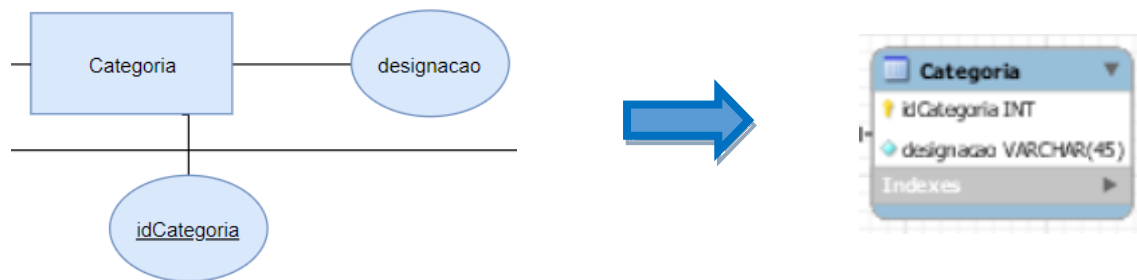 Categoria
designacao
idCategoria
Categoria
idCategoria INT
designacao VARCHAR(45)
Indexes